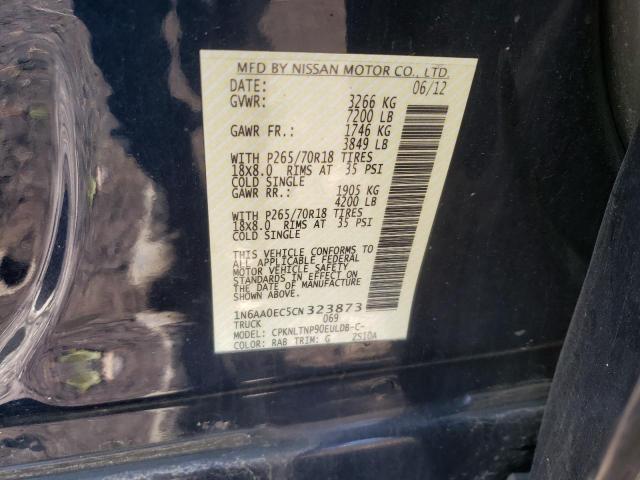 MFD BY NISSAN MOTOR CO., LTD.
DATE: 06/12
GVWR: 3266 KG
7200 LB
GAWR FR.: 1746 KG
3849 LB
WITH P265/70R18 TIRES
18X8.0 RIMS AT 35 PSI
COLD SINGLE
GAWR RR.: 1905 KG
4200 LB
WITH P265/70R18 TIRES
18X8.0 RIMS AT 35 PSI
COLD SINGLE
THIS VEHICLE CONFORMS TO
ALL APPLICABLE FEDERAL
MOTOR VEHICLE SAFETY
STANDARDS IN EFFECT ON
THE DATE OF MANUFACTURE
SHOWN ABOVE.
1N6AA0EC5CN323873
TRUCK 069
MODEL: CPKNLTNP90EULDB-C-
COLOR: RAB TRIM: G ZSIOA